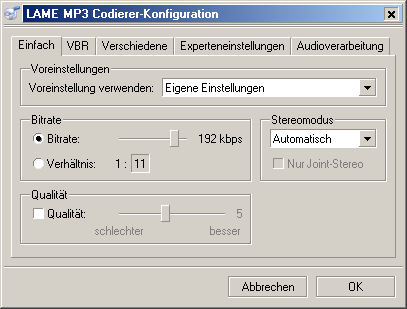 LAME MP3 Codierer-Konfiguration
Einfach VBR Verschiedene Experteneinstellungen Audioverarbeitung
Voreinstellungen
Voreinstellung verwenden: Eigene Einstellungen
Bitrate
Bitrate: 192 kbps
Verhältnis: 1 : 11
Stereomodus
Automatisch
Nur Joint-Stereo
Qualität
Qualität: 5
schlechter besser
Abbrechen OK